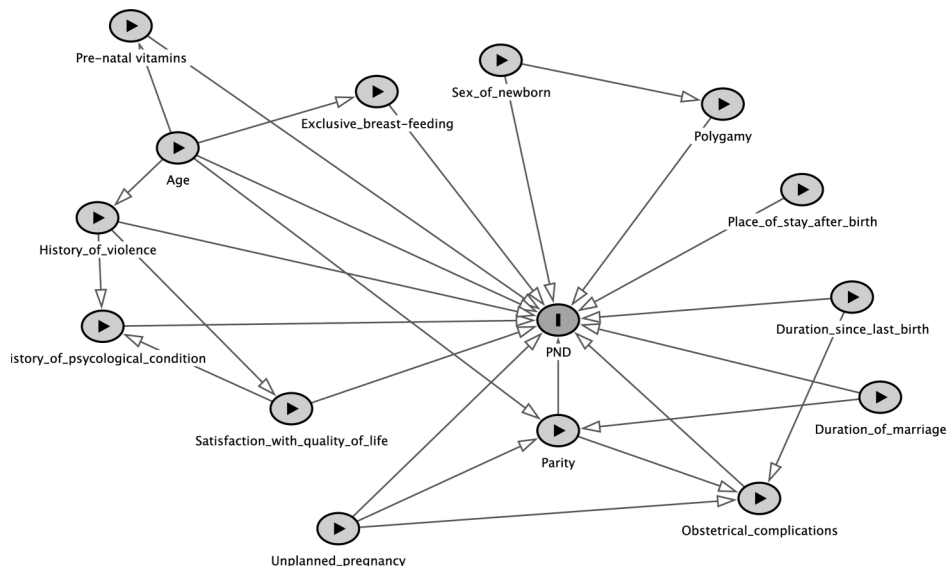 Pre-natal vitamins
Sex_of_newborn
Exclusive_breast-feeding
Polygamy
Age
Place_of_stay_after_birth
History_of_violence
Duration_since_last_birth
PND
istory_of_psycological_condition
Duration_of_marriage
Satisfaction_with_quality_of_life
Parity
Obstetrical_complications
Unplanned_pregnancy